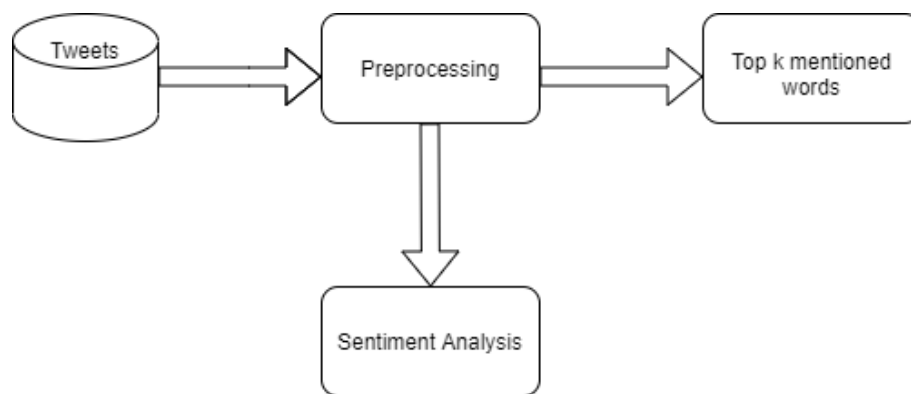 Tweets
Preprocessing
Top k mentioned
words
Sentiment Analysis